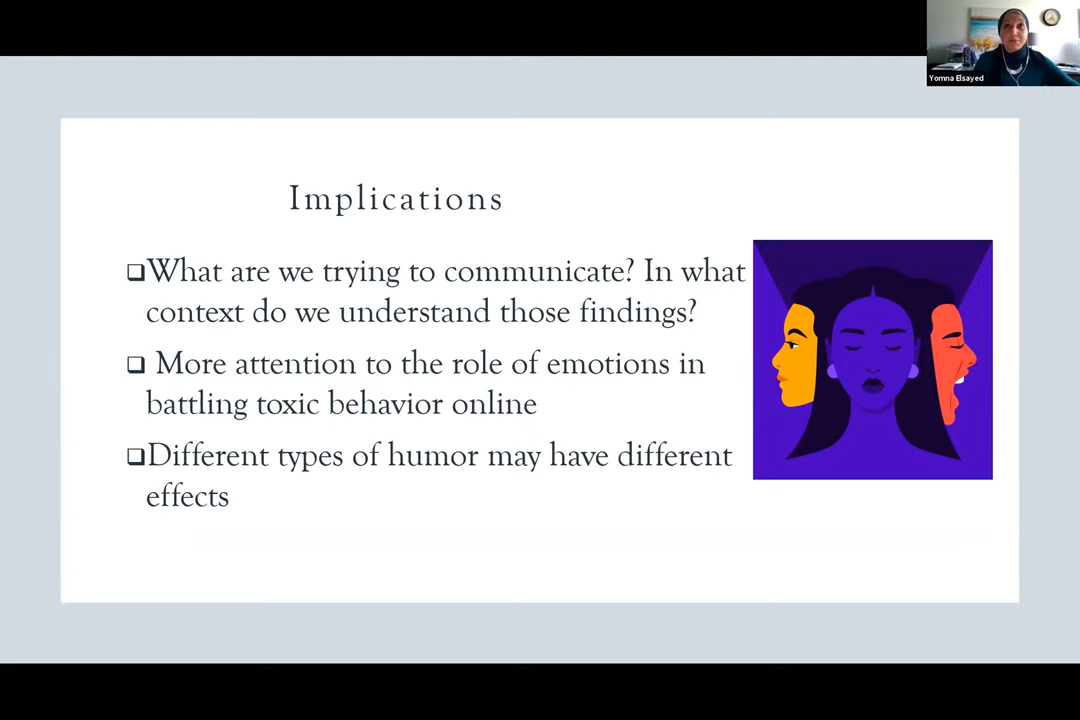 Yomna Elsayed
Implications
❑What are we trying to communicate? In what
context do we understand those findings?
❑ More attention to the role of emotions in
battling toxic behavior online
❑Different types of humor may have different
effects